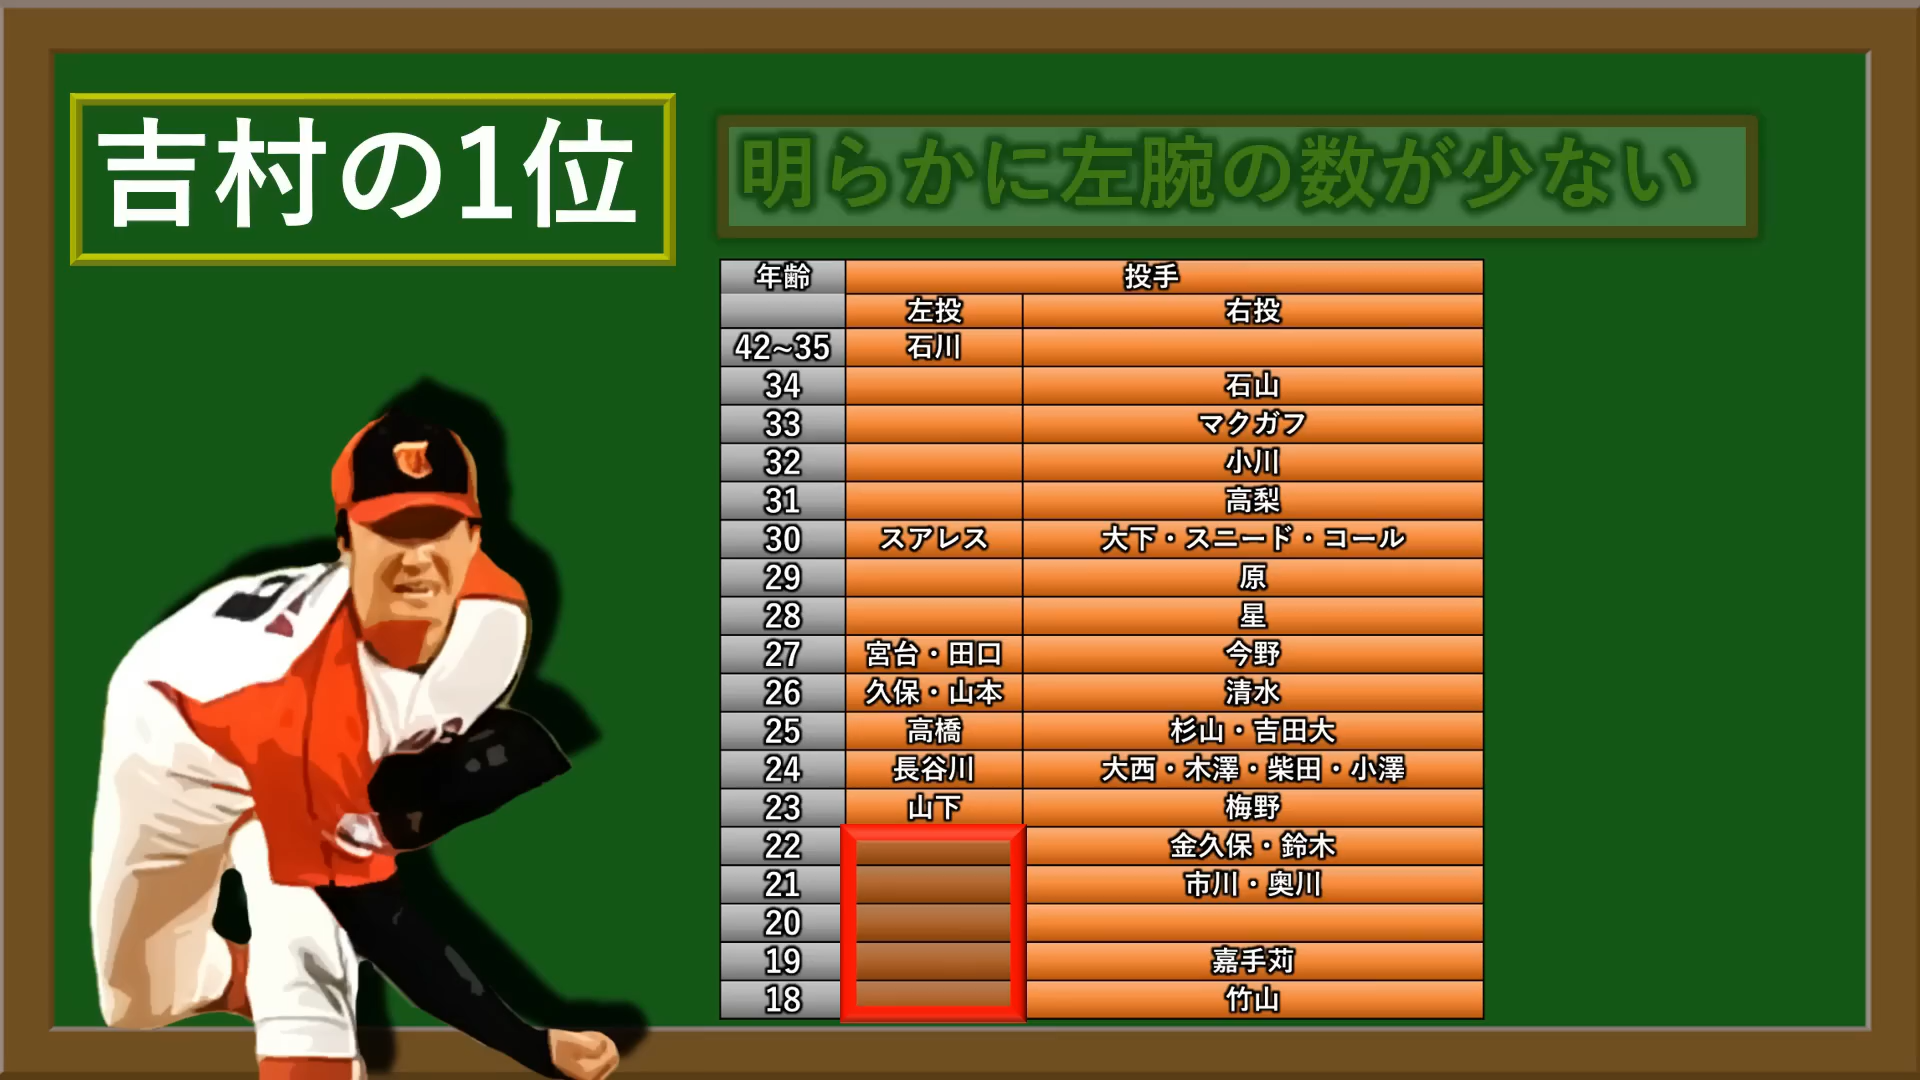 吉村の1位
明らかに左腕の数が少ない
年齢 投手
左投 右投
42~35 石川
34 石山
33 マクガフ
32 小川
31 高梨
30 スアレス 大下・スニード・コール
29 原
28 星
27 宮台・田口 今野
26 久保・山本 清水
25 高橋 杉山・吉田大
24 長谷川 大西・木澤・柴田・小澤
23 山下 梅野
22 金久保・鈴木
21 市川・奥川
20
19 嘉手苅
18 竹山